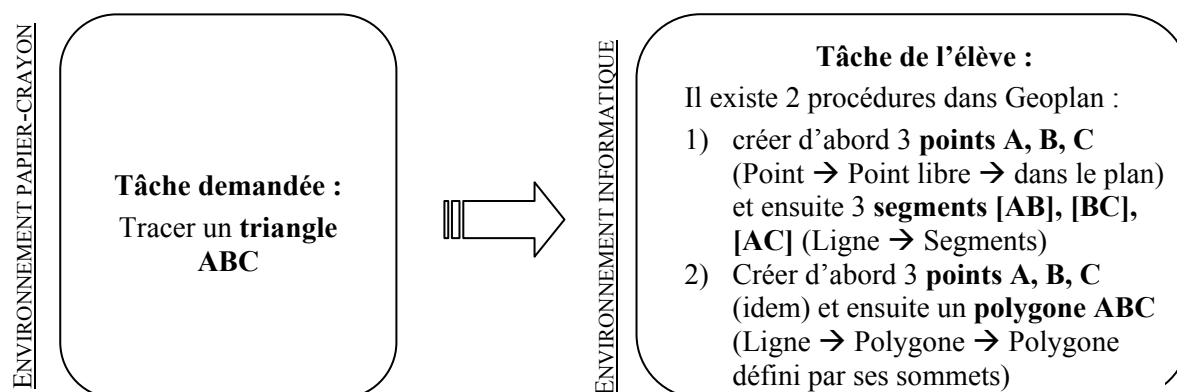 ENVIRONNEMENT PAPIER-CRAYON
Tâche demandée :
Tracer un triangle
ABC
ENVIRONNEMENT INFORMATIQUE
Tâche de l’élève :
Il existe 2 procédures dans Geoplan :
1) créer d’abord 3 points A, B, C
(Point → Point libre → dans le plan)
et ensuite 3 segments [AB], [BC],
[AC] (Ligne → Segments)
2) Créer d’abord 3 points A, B, C
(idem) et ensuite un polygone ABC
(Ligne → Polygone → Polygone
défini par ses sommets)